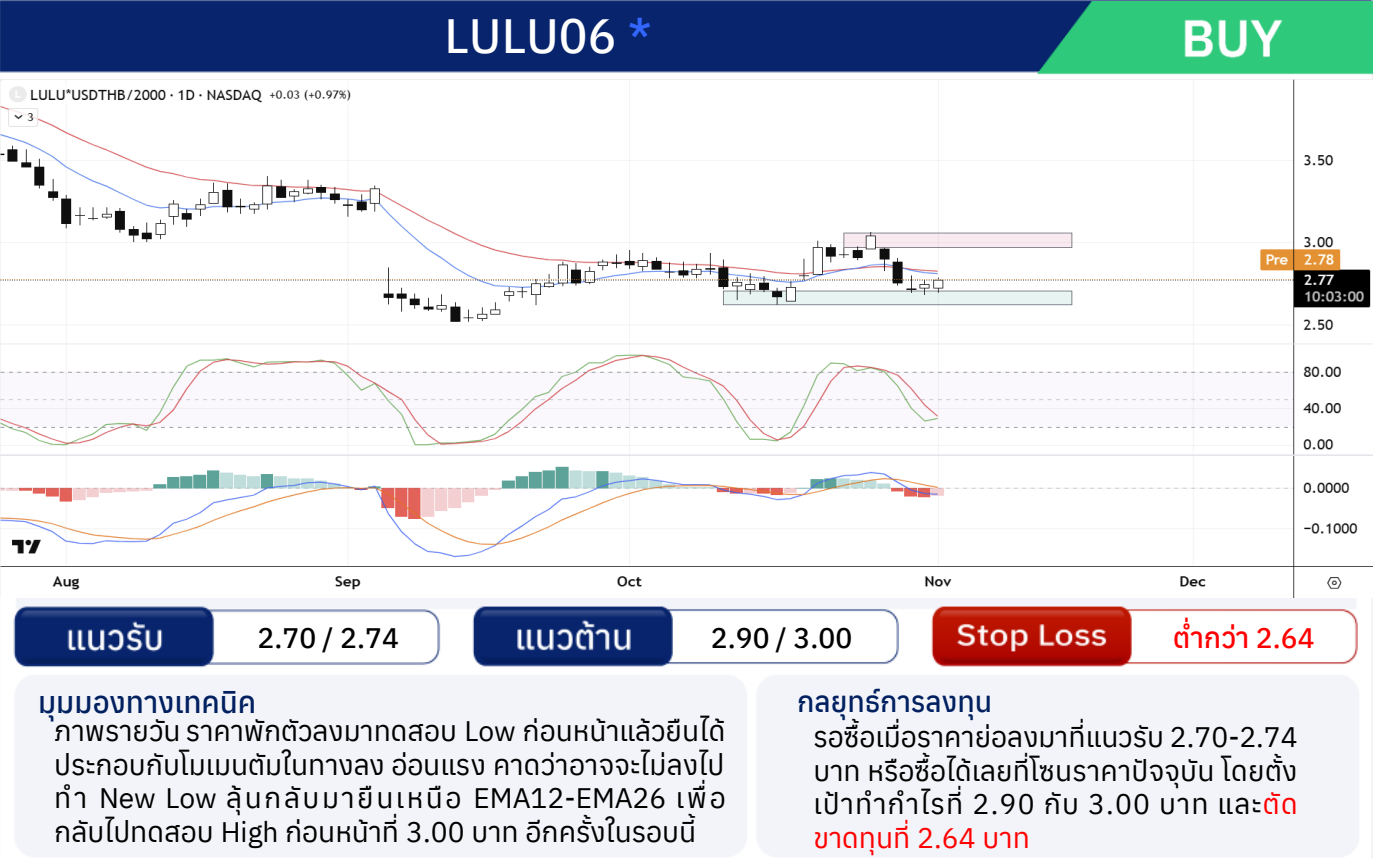 LULU06 *
BUY
LULU*USDTHB/2000 · 1D · NASDAQ +0.03 (+0.97%)
3
3.50
3.00
Pre 2.78
2.77
10:03:00
2.50
80.00
40.00
0.00
0.0000
−0.1000
Aug Sep Oct Nov Dec
แนวรับ 2.70 / 2.74
แนวต้าน 2.90 / 3.00
Stop Loss ต่ำกว่า 2.64
มุมมองทางเทคนิค
ภาพรายวัน ราคาพักตัวลงมาทดสอบ Low ก่อนหน้าแล้วยืนได้
ประกอบกับโมเมนตัมในทางลง อ่อนแรง คาดว่าอาจจะไม่ลงไป
ทำ New Low ลุ้นกลับมายืนเหนือ EMA12-EMA26 เพื่อ
กลับไปทดสอบ High ก่อนหน้าที่ 3.00 บาท อีกครั้งในรอบนี้
กลยุทธ์การลงทุน
รอซื้อเมื่อราคาย่อลงมาที่แนวรับ 2.70-2.74
บาท หรือซื้อได้เลยที่โซนราคาปัจจุบัน โดยตั้ง
เป้าทำกำไรที่ 2.90 กับ 3.00 บาท และตัด
ขาดทุนที่ 2.64 บาท